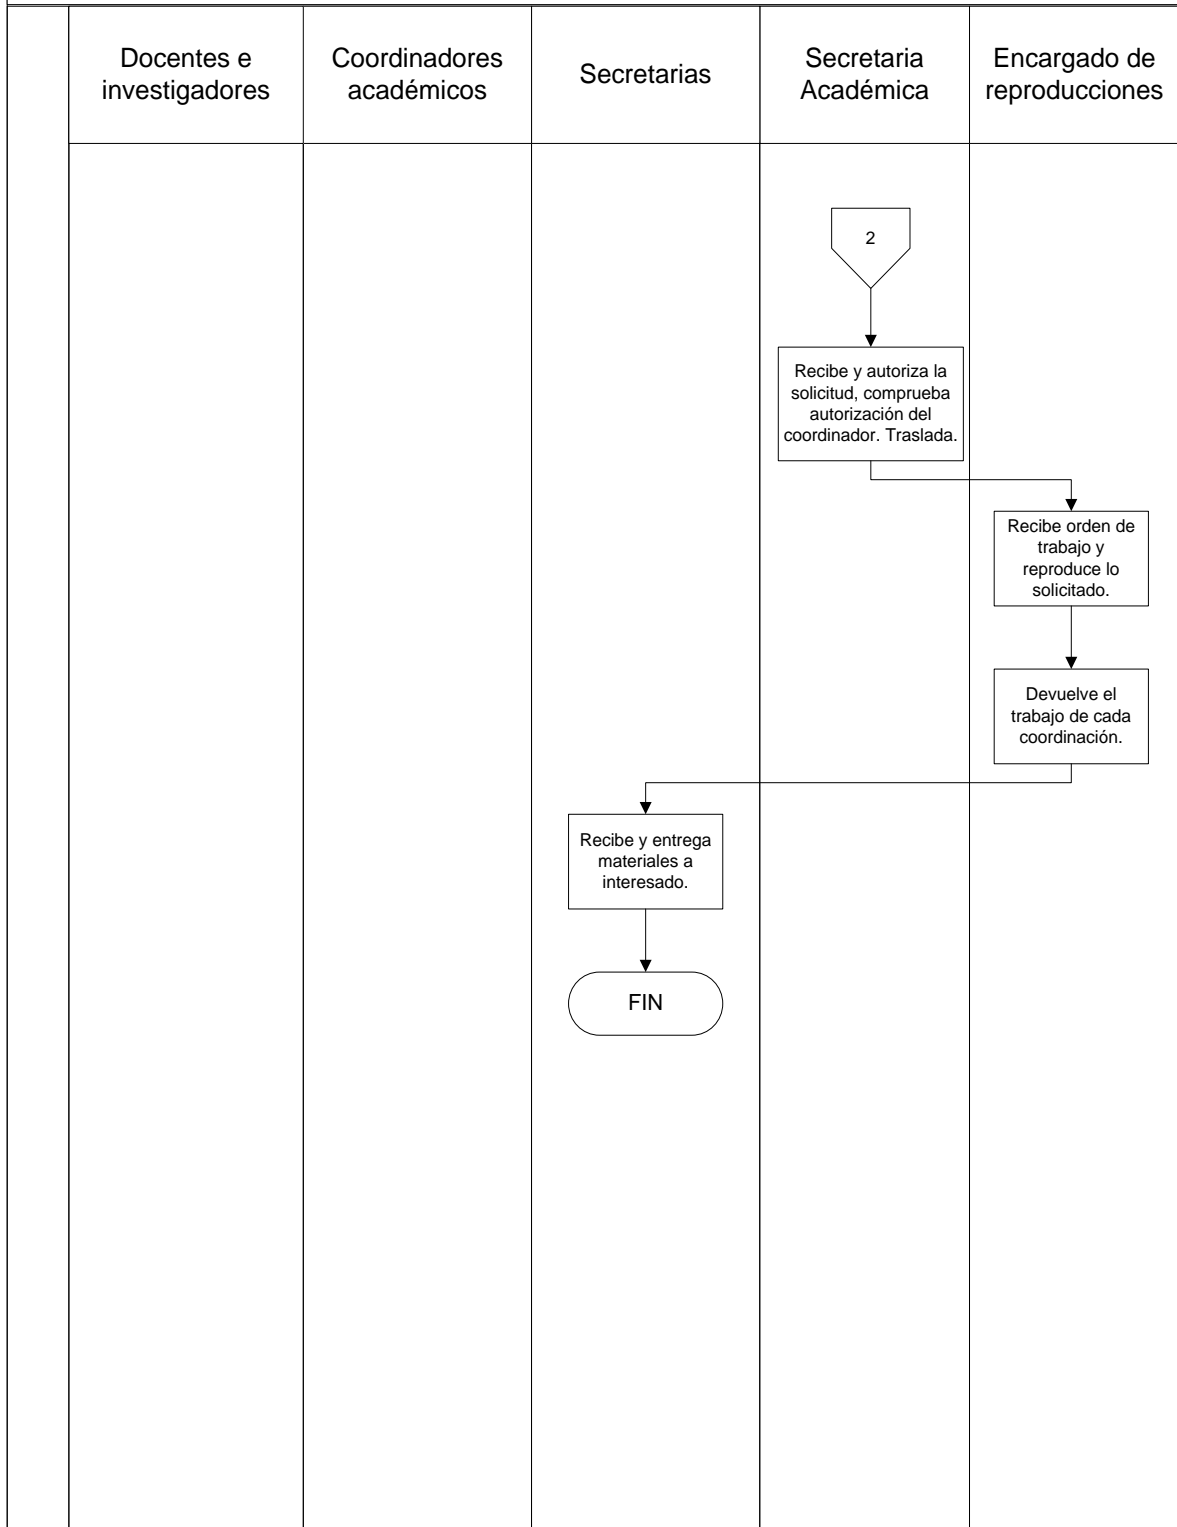 Docentes e
investigadores
Coordinadores
académicos
Secretarias
Secretaria
Académica
Encargado de
reproducciones
2
Recibe y autoriza la
solicitud, comprueba
autorización del
coordinador. Traslada.
Recibe orden de
trabajo y
reproduce lo
solicitado.
Devuelve el
trabajo de cada
coordinación.
Recibe y entrega
materiales a
interesado.
FIN